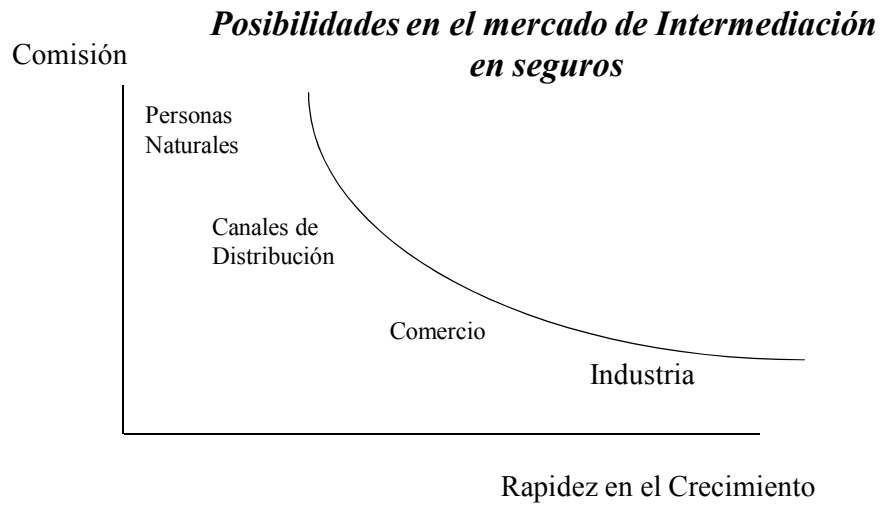 Posibilidades en el mercado de Intermediación
en seguros
Comisión
Personas
Naturales
Canales de
Distribución
Comercio
Industria
Rapidez en el Crecimiento